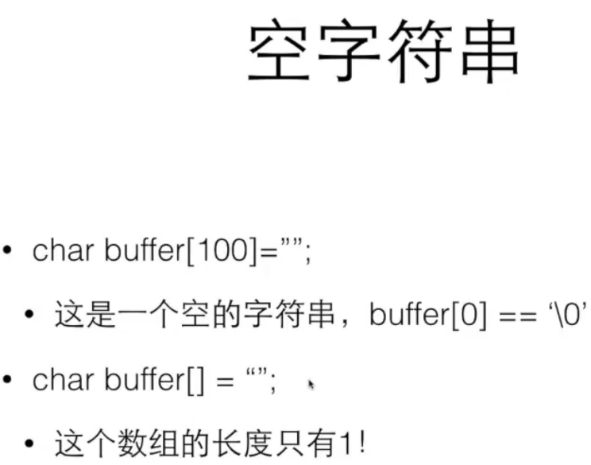 空字符串
• char buffer[100]=””;
• 这是一个空的字符串，buffer[0] == ‘\0’
• char buffer[] = “”;
• 这个数组的长度只有1！